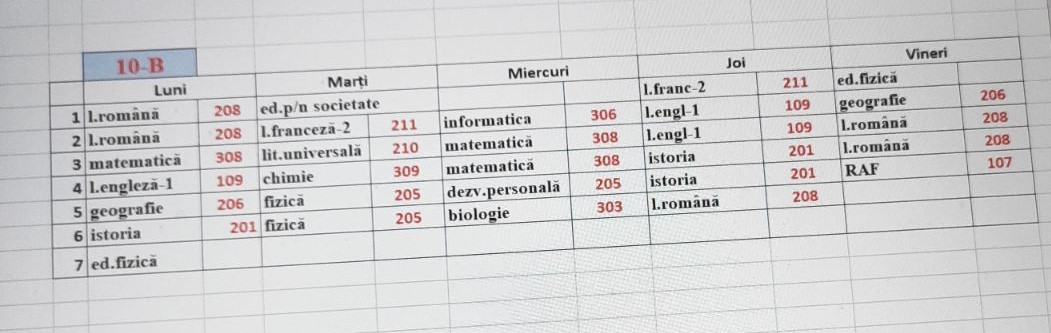 10-B
Luni Marți Miercuri Joi Vineri
1 l.română 208 ed.p/n societate l.franc-2 211 ed.fizică
2 l.română 208 l.franceză-2 211 informatica 306 l.engl-1 109 geografie 206
3 matematică 308 lit.universală 210 matematică 308 l.engl-1 109 l.română 208
4 l.engleză-1 109 chimie 309 matematică 308 istoria 201 l.română 208
5 geografie 206 fizică 205 dezv.personală 205 istoria 201 RAF 107
6 istoria 201 fizică 205 biologie 303 l.română 208
7 ed.fizică